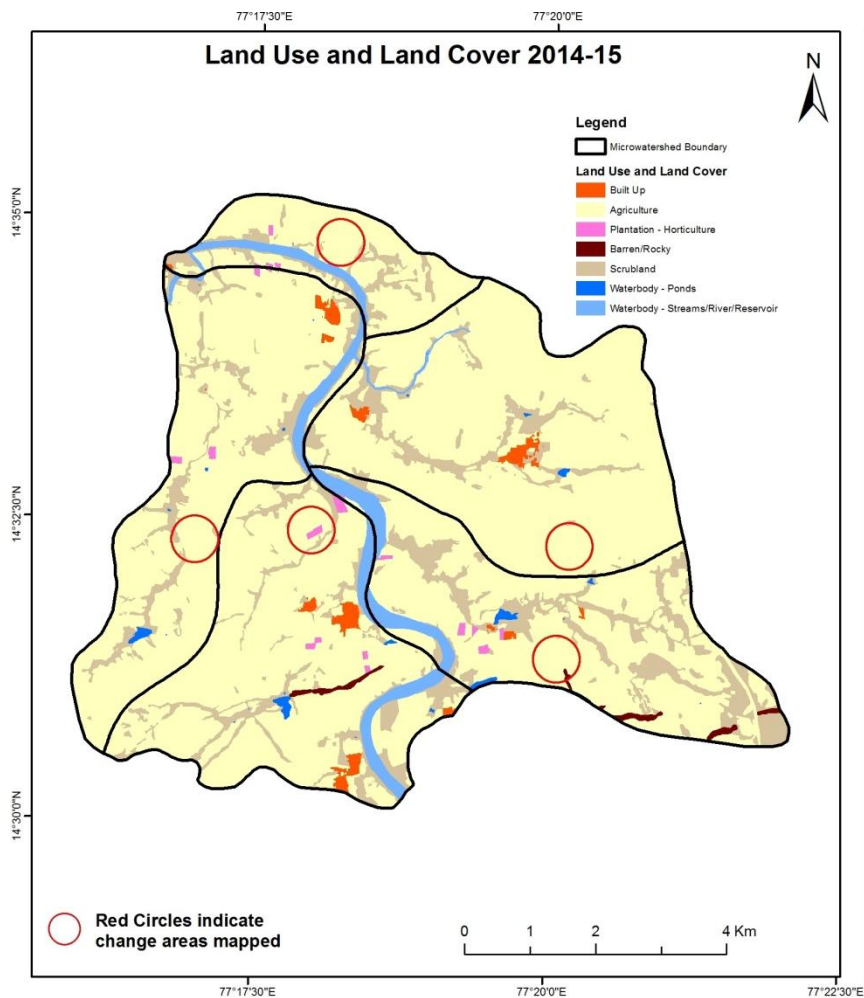 77°17'30"E
77°20'0"E
Land Use and Land Cover 2014-15
N
Legend
Microwatershed Boundary
Land Use and Land Cover
Built Up
Agriculture
Plantation - Horticulture
Barren/Rocky
Scrubland
Waterbody - Ponds
Waterbody - Streams/River/Reservoir
14°35'0"N
14°32'30"N
14°30'0"N
Red Circles indicate
change areas mapped
0 1 2 4 Km
77°17'30"E
77°20'0"E
77°22'30"E